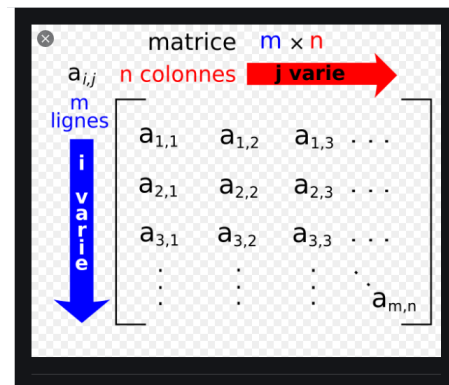 matrice m × n
a i,j n colonnes j varie
m
lignes
i varie
a1,1 a1,2 a1,3 . . .
a2,1 a2,2 a2,3 . . .
a3,1 a3,2 a3,3 . . .
. . . .
. . . .
. . . . am,n